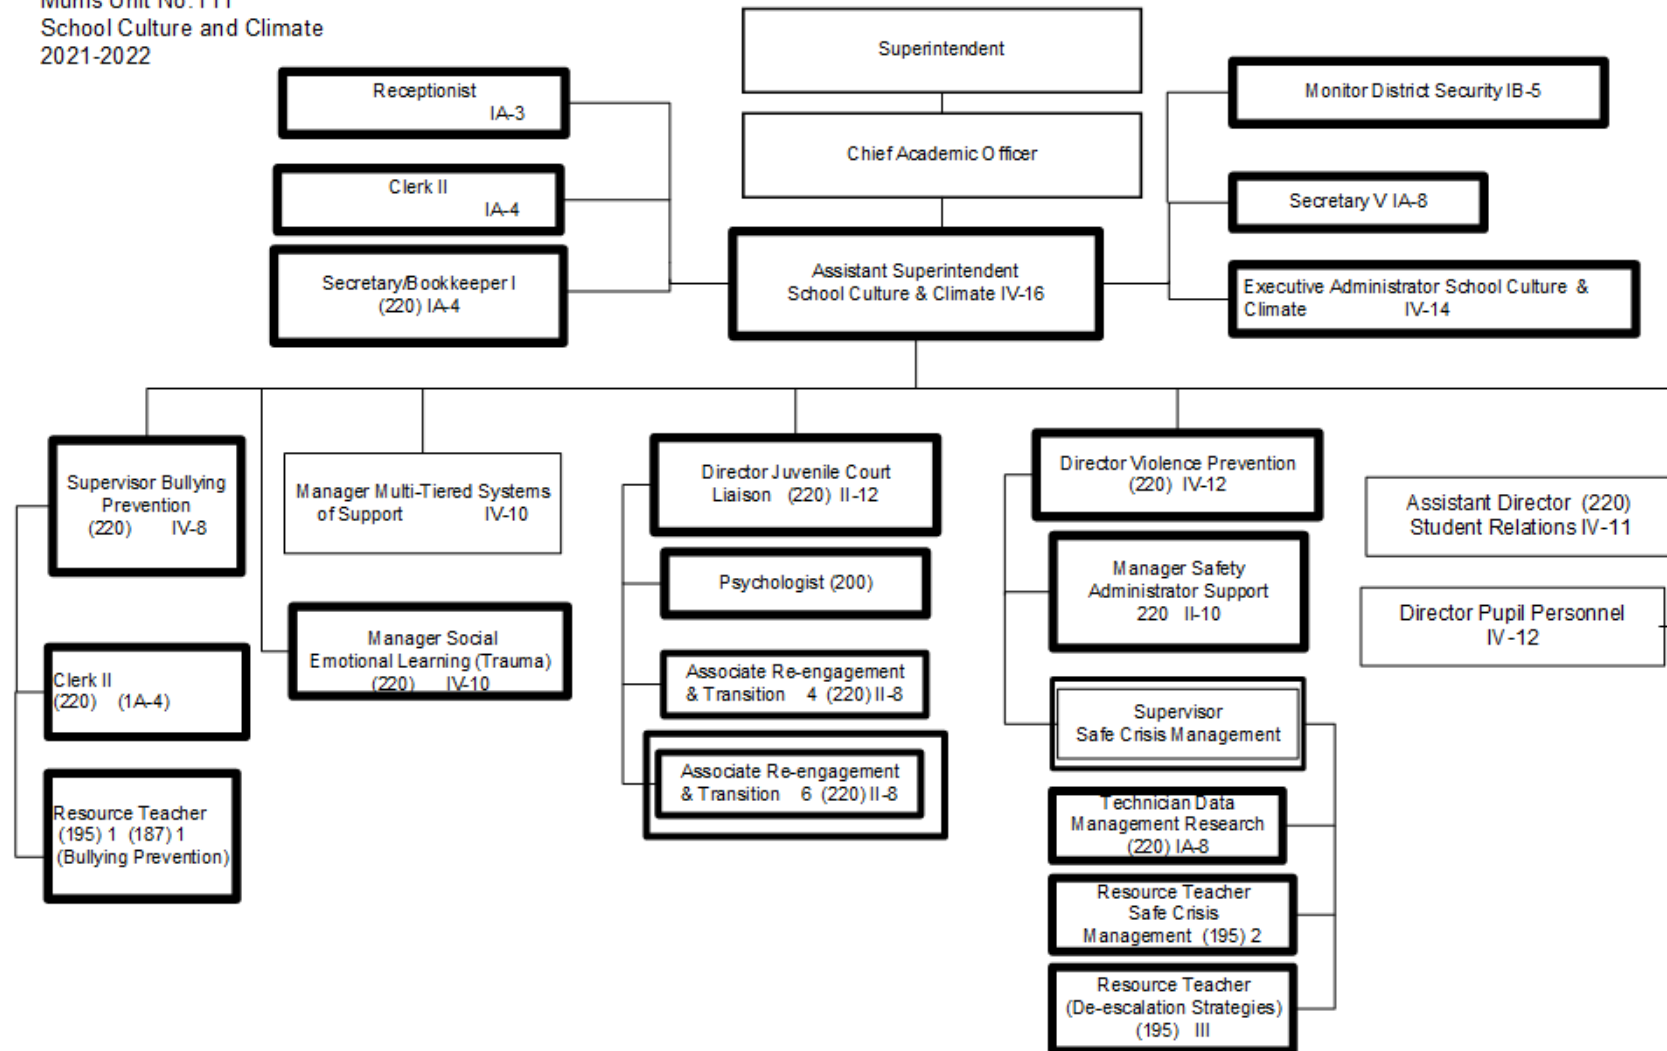 Munis Unit No. 111
School Culture and Climate
2021-2022
Superintendent
Receptionist
IA-3
Monitor District Security IB-5
Chief Academic Officer
Clerk II
IA-4
Secretary V IA-8
Secretary/Bookkeeper I
(220) IA-4
Assistant Superintendent
School Culture & Climate IV-16
Executive Administrator School Culture &
Climate IV-14
Supervisor Bullying
Prevention
(220) IV-8
Clerk II
(220) (1A-4)
Resource Teacher
(195) 1 (187) 1
(Bullying Prevention)
Manager Multi-Tiered Systems
of Support IV-10
Manager Social
Emotional Learning (Trauma)
(220) IV-10
Director Juvenile Court
Liaison (220) II-12
Psychologist (200)
Associate Re-engagement
& Transition 4 (220) II-8
Associate Re-engagement
& Transition 6 (220) II-8
Director Violence Prevention
(220) IV-12
Manager Safety
Administrator Support
220 II-10
Supervisor
Safe Crisis Management
Technician Data
Management Research
(220) IA-8
Resource Teacher
Safe Crisis
Management (195) 2
Resource Teacher
(De-escalation Strategies)
(195) III
Assistant Director (220)
Student Relations IV-11
Director Pupil Personnel
IV-12